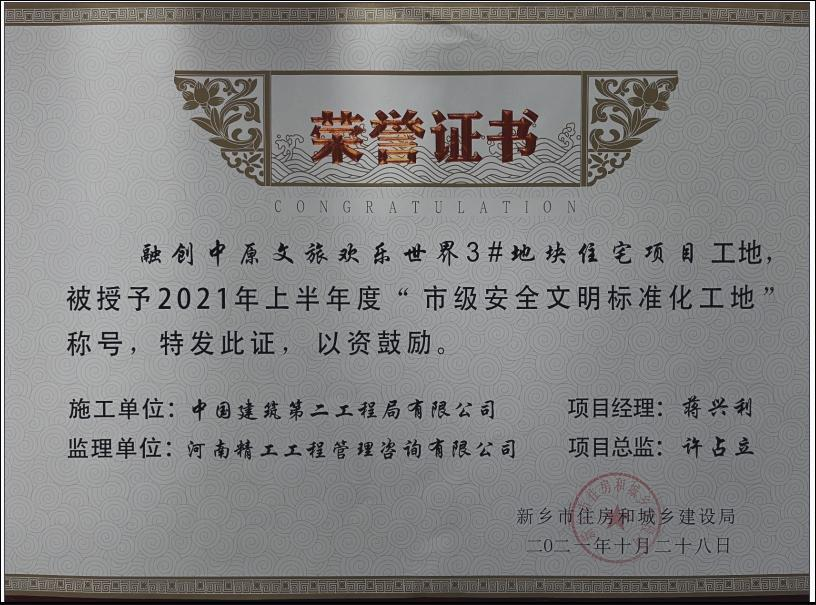 荣誉证书
CONGRATULATION
融创中原文旅欢乐世界3#地块住宅项目工地，
被授予2021年上半年度“市级安全文明标准化工地”
称号，特发此证，以资鼓励。
施工单位：中国建筑第二工程局有限公司 项目经理：蒋兴利
监理单位：河南精工工程管理咨询有限公司 项目总监：许占立
新乡市住房和城乡建设局
二〇二一年十月二十八日